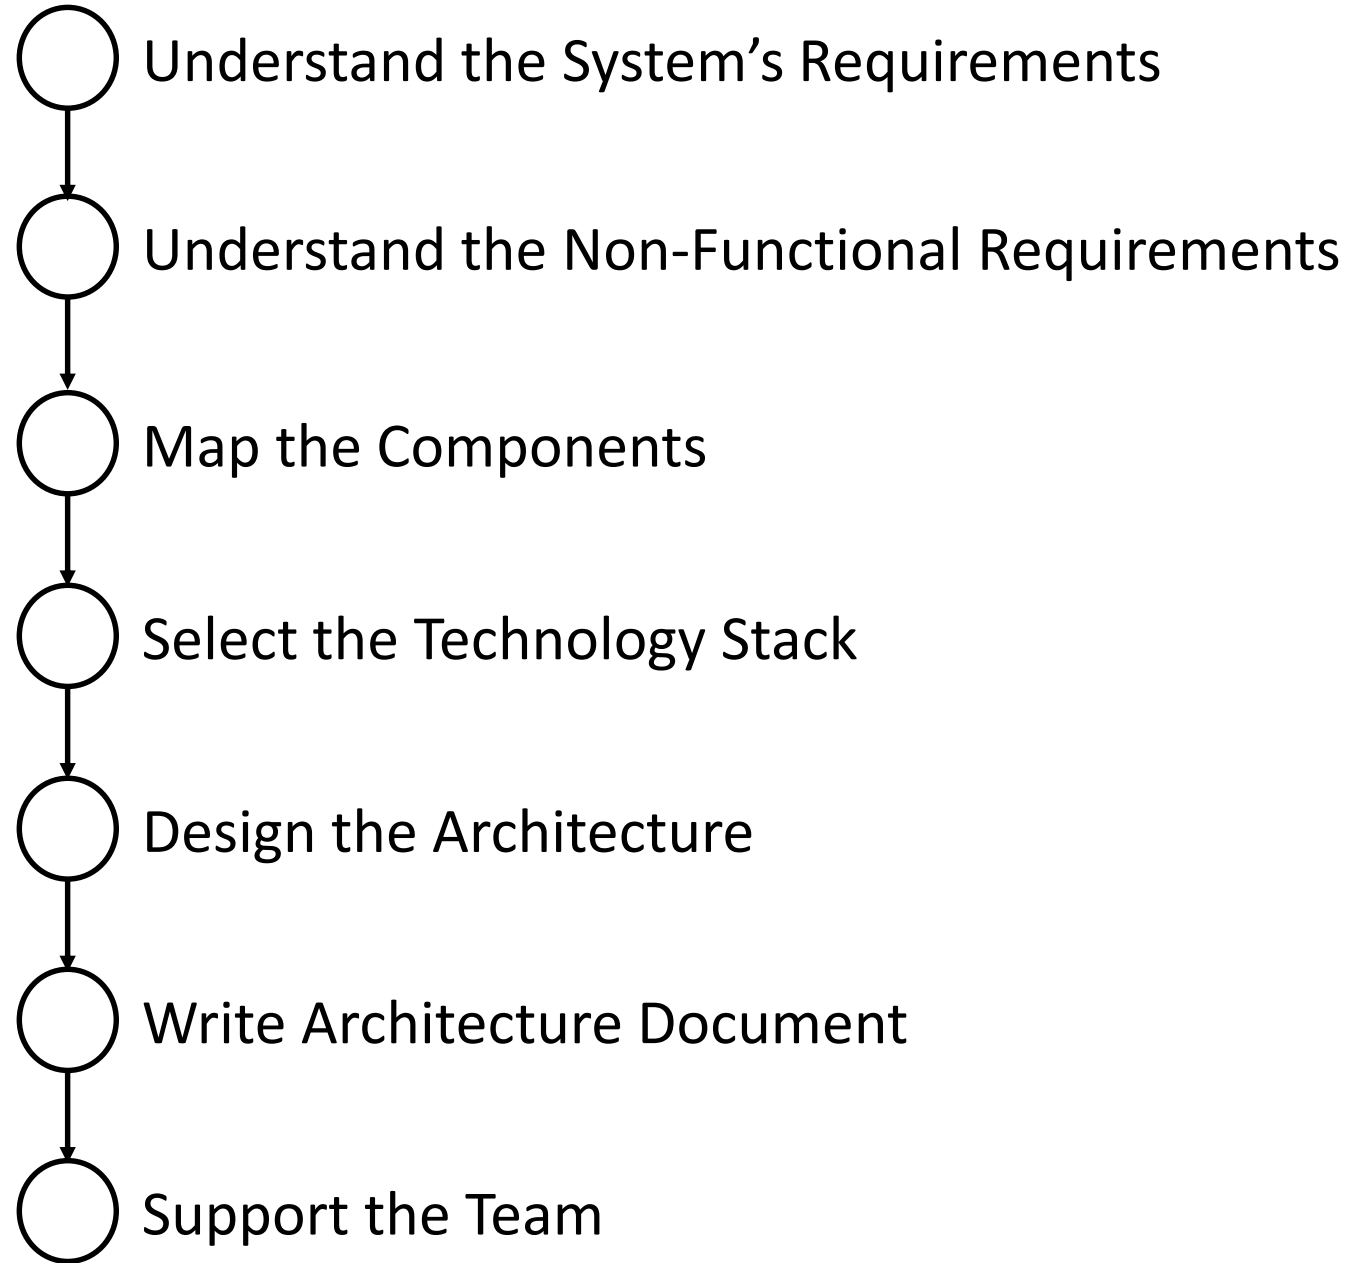 Understand the System’s Requirements
Understand the Non-Functional Requirements
Map the Components
Select the Technology Stack
Design the Architecture
Write Architecture Document
Support the Team